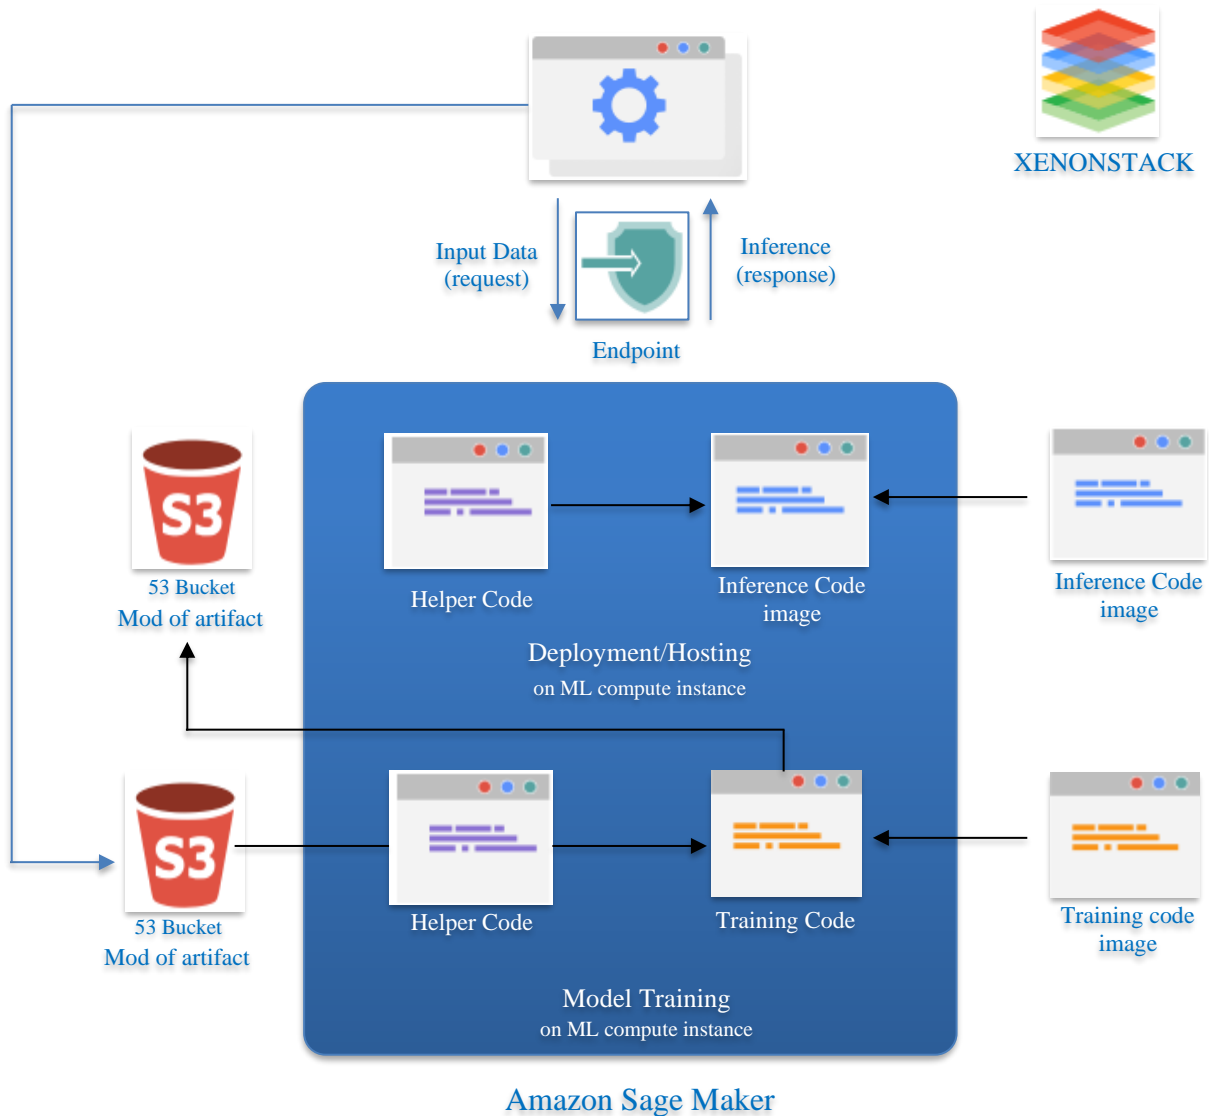 XENONSTACK
Input Data
(request)
Inference
(response)
Endpoint
S3
53 Bucket
Mod of artifact
Helper Code
Inference Code
image
Inference Code
image
Deployment/Hosting
on ML compute instance
S3
53 Bucket
Mod of artifact
Helper Code
Training Code
Training code
image
Model Training
on ML compute instance
Amazon Sage Maker